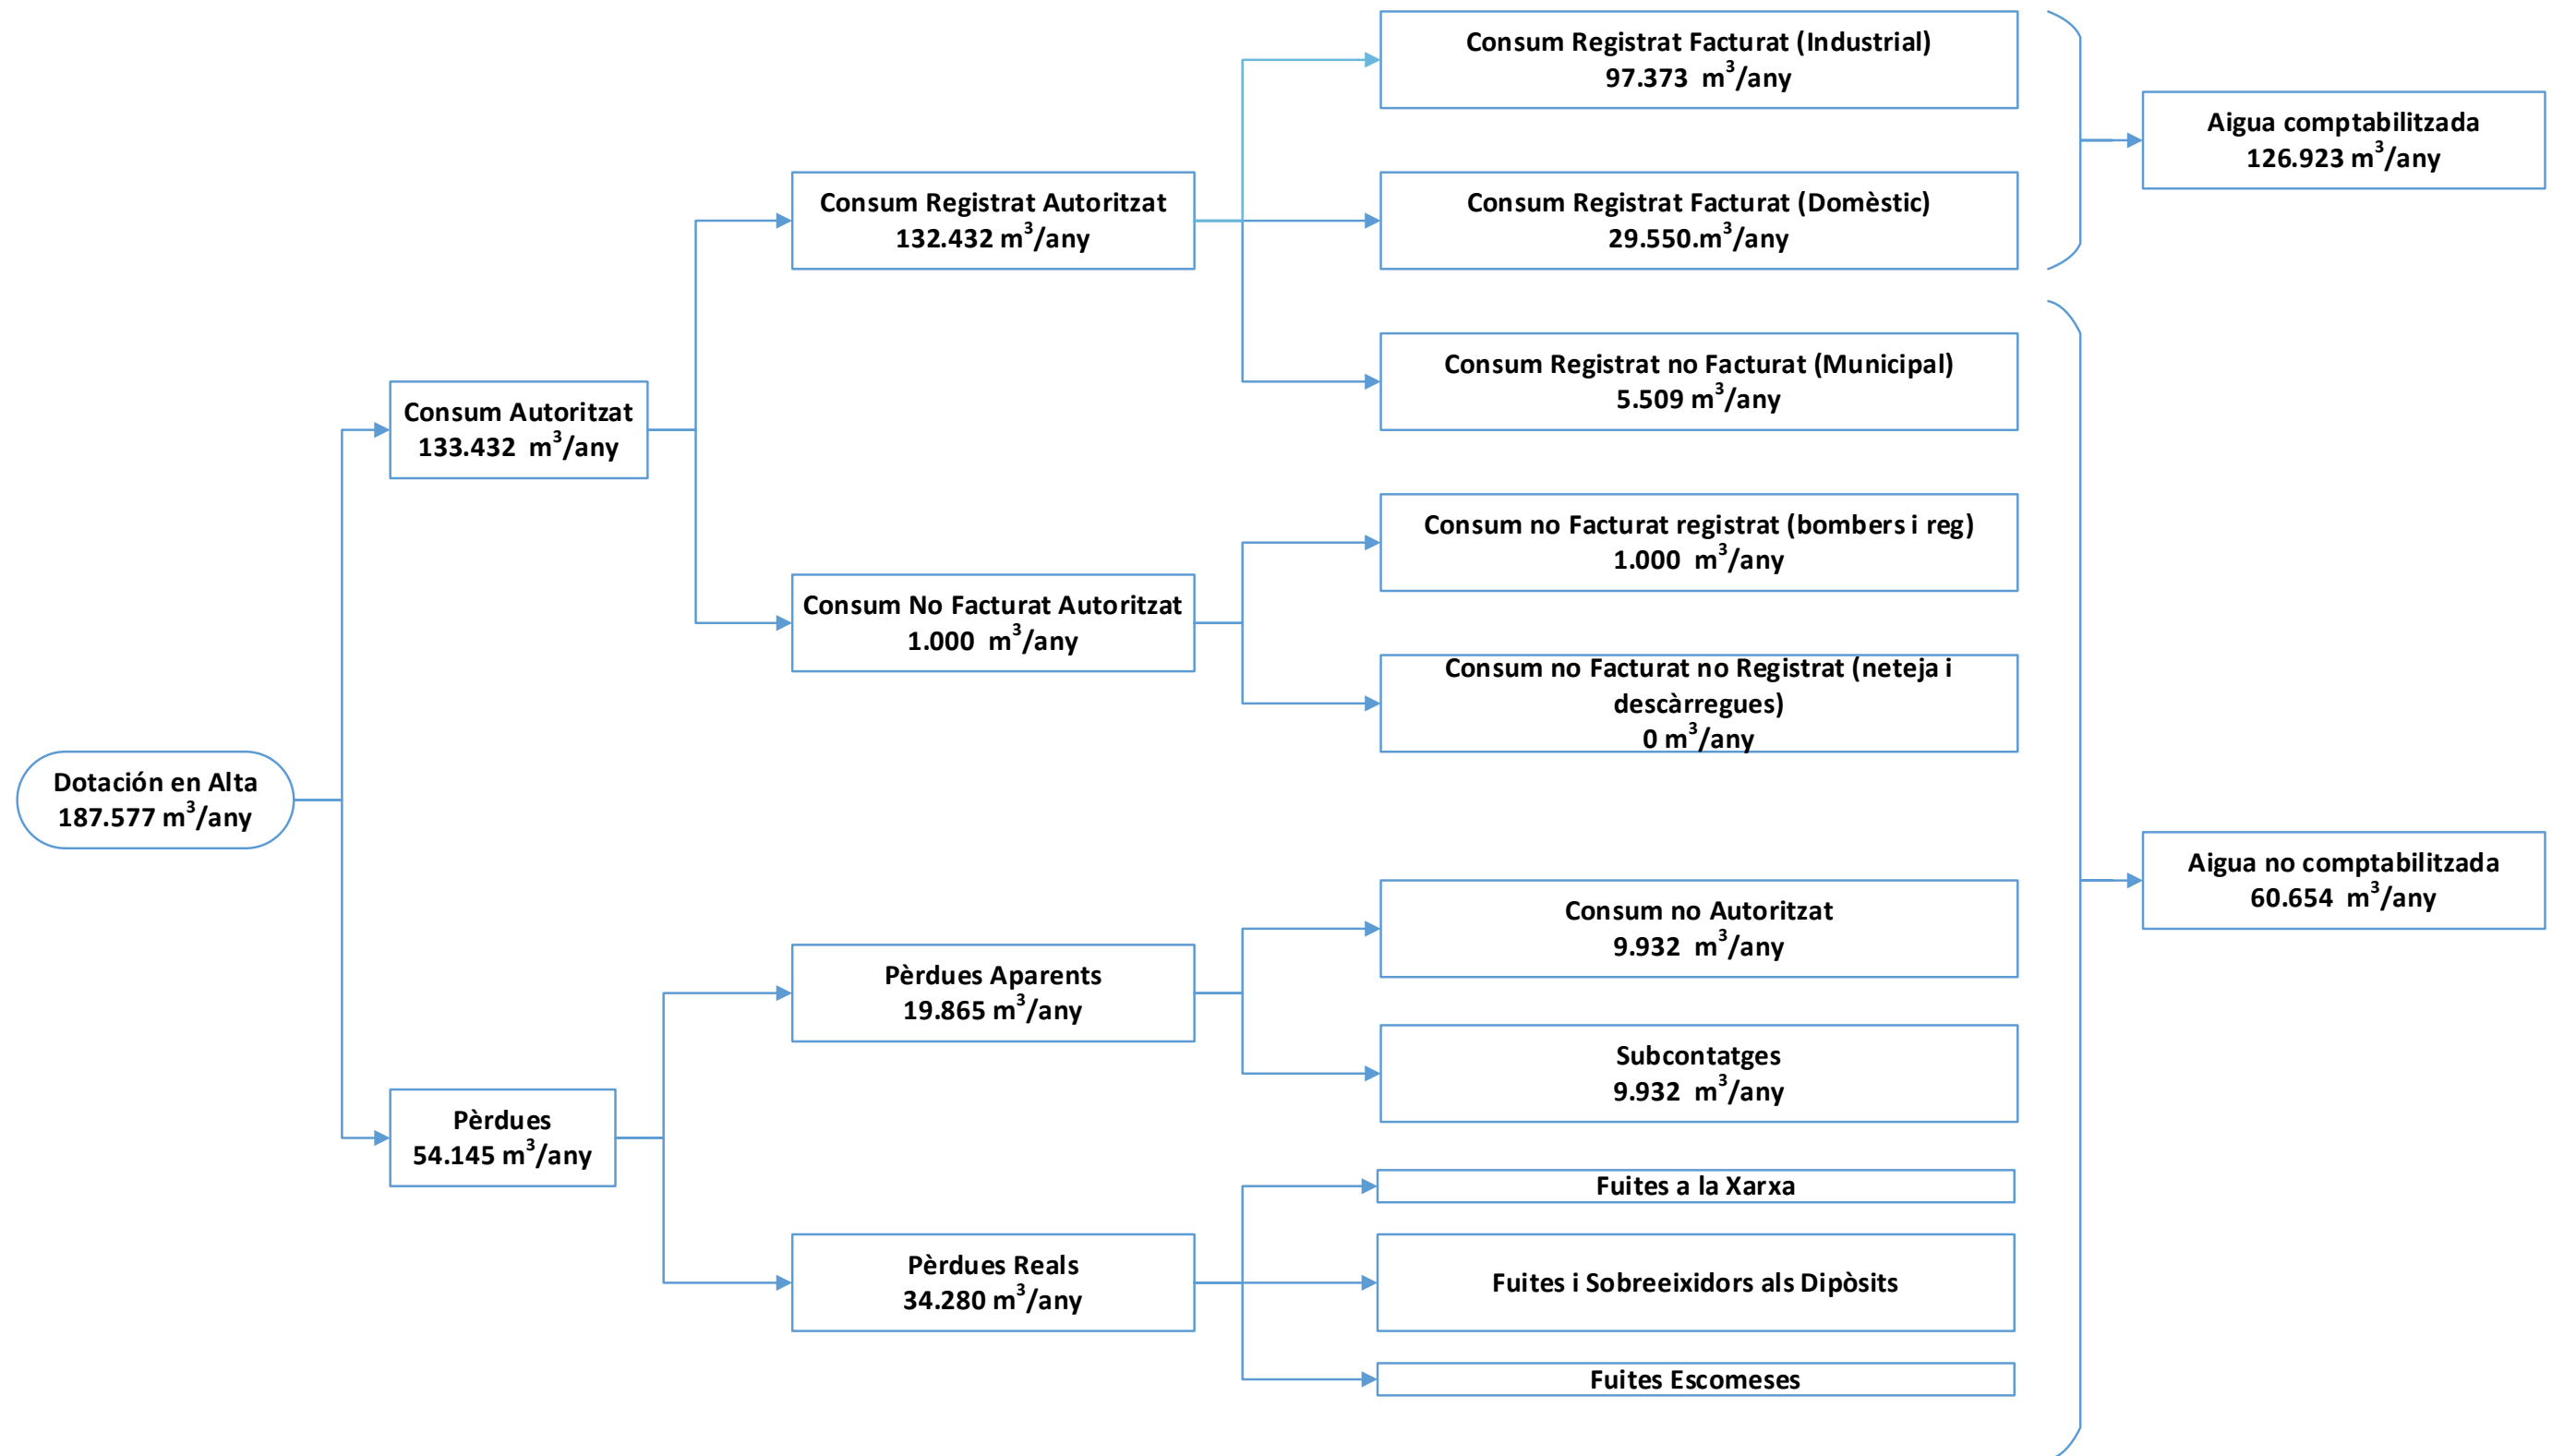 Consum Registrat Facturat (Industrial)
97.373 m³/any
Aigua comptabilitzada
126.923 m³/any
Consum Registrat Autoritzat
132.432 m³/any
Consum Registrat Facturat (Domèstic)
29.550.m³/any
Consum Registrat no Facturat (Municipal)
5.509 m³/any
Consum Autoritzat
133.432 m³/any
Consum no Facturat registrat (bombers i reg)
1.000 m³/any
Consum No Facturat Autoritzat
1.000 m³/any
Consum no Facturat no Registrat (neteja i
descàrregues)
0 m³/any
Dotación en Alta
187.577 m³/any
Aigua no comptabilitzada
60.654 m³/any
Consum no Autoritzat
9.932 m³/any
Pèrdues Aparents
19.865 m³/any
Subcontatges
9.932 m³/any
Pèrdues
54.145 m³/any
Fuites a la Xarxa
Pèrdues Reals
34.280 m³/any
Fuites i Sobreeixidors als Dipòsits
Fuites Escomeses